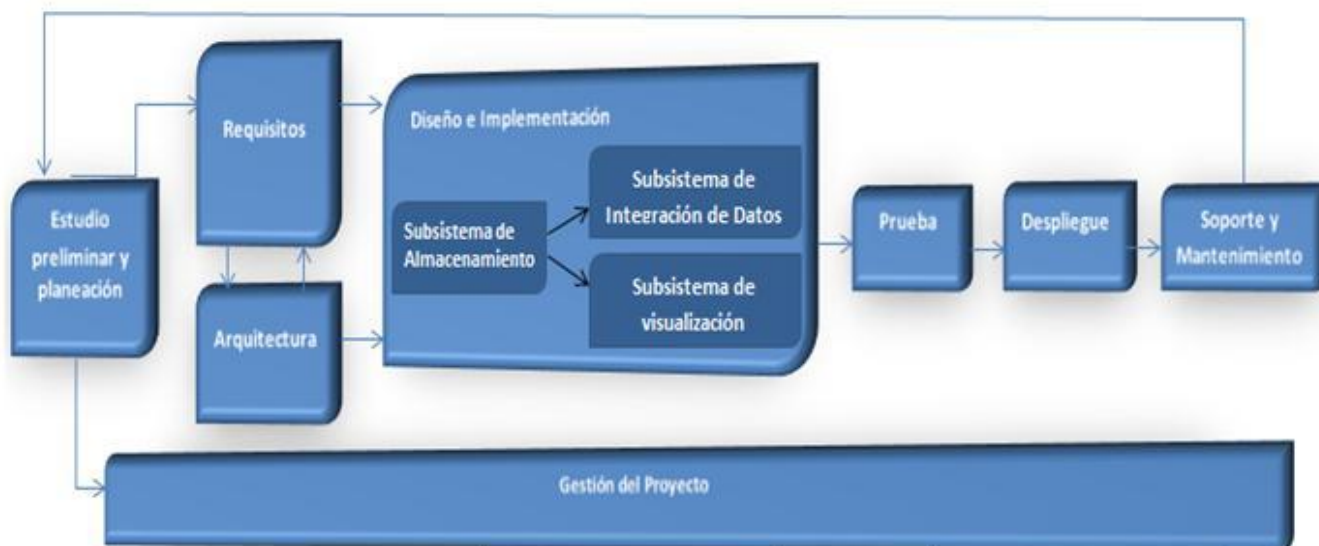 Estudio
preliminar y
planeación
Requisitos
Arquitectura
Diseño e Implementación
Subsistema de
Almacenamiento
Subsistema de
Integración de Datos
Subsistema de
visualización
Prueba
Despliegue
Soporte y
Mantenimiento
Gestión del Proyecto